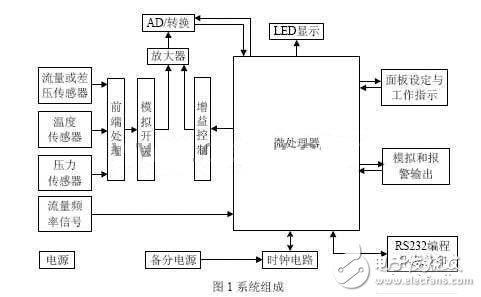 AD/转换
LED显示
放大器
流量或差
压传感器
温度
传感器
压力
传感器
流量频
率信号
前端处理
模拟开
增益控制
微处理器
面板设定与
工作指示
模拟和报
警输出
RS232编程
电源
备分电源
时钟电路
图1系统组成